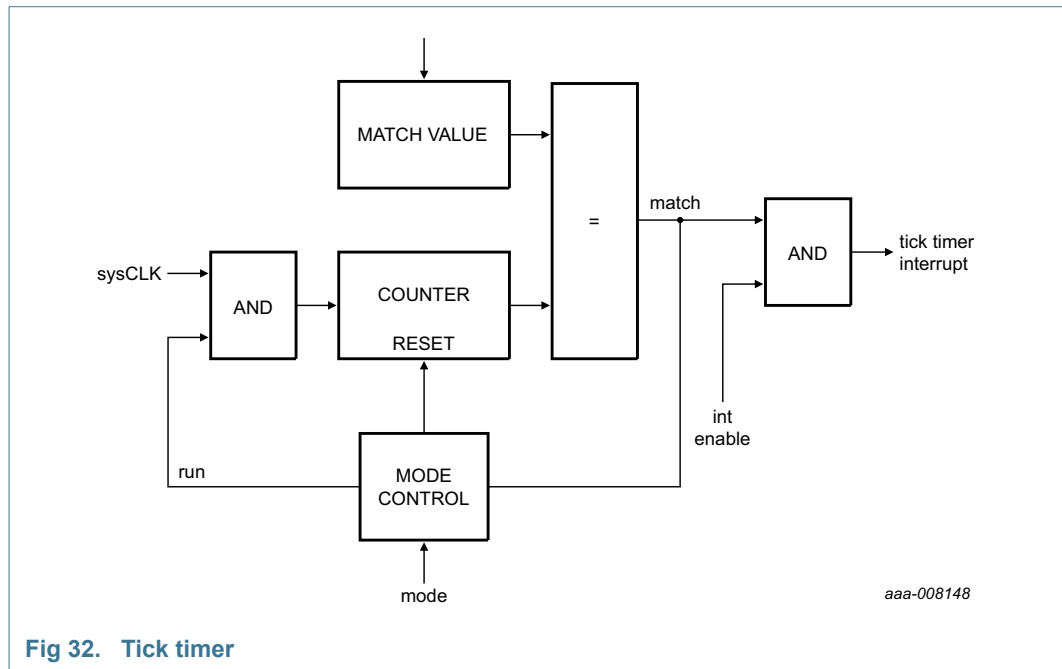 MATCH VALUE
=
match
AND
tick timer
interrupt
sysCLK
AND
COUNTER
RESET
int
enable
run
MODE
CONTROL
mode
aaa-008148
Fig 32. Tick timer